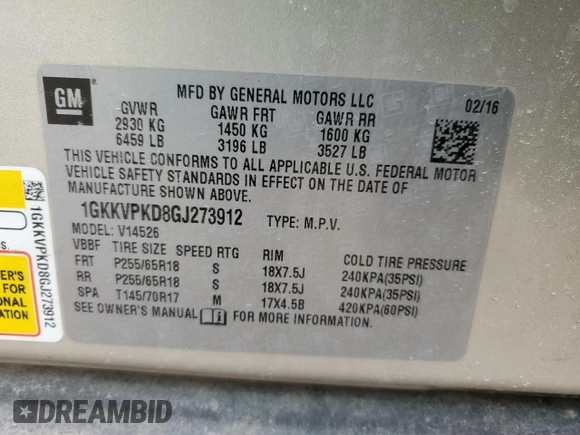 GM
MFD BY GENERAL MOTORS LLC
02/16
GVWR GAWR FRT GAWR RR
2930 KG 1450 KG 1600 KG
6459 LB 3196 LB 3527 LB
THIS VEHICLE CONFORMS TO ALL APPLICABLE U.S. FEDERAL MOTOR
VEHICLE SAFETY STANDARDS IN EFFECT ON THE DATE OF
MANUFACTURE SHOWN ABOVE.
1GKKVPKD8GJ273912 TYPE: M.P.V.
MODEL: V14526
VBBF TIRE SIZE SPEED RTG RIM COLD TIRE PRESSURE
FRT P255/65R18 S 18X7.5J 240KPA(35PSI)
RR P255/65R18 S 18X7.5J 240KPA(35PSI)
SPA T145/70R17 M 17X4.5B 420KPA(60PSI)
SEE OWNER'S MANUAL FOR MORE INFORMATION.
1GKKVPKD8GJ273912
ER'S
FOR
ONAL
ATION
DREAMBID